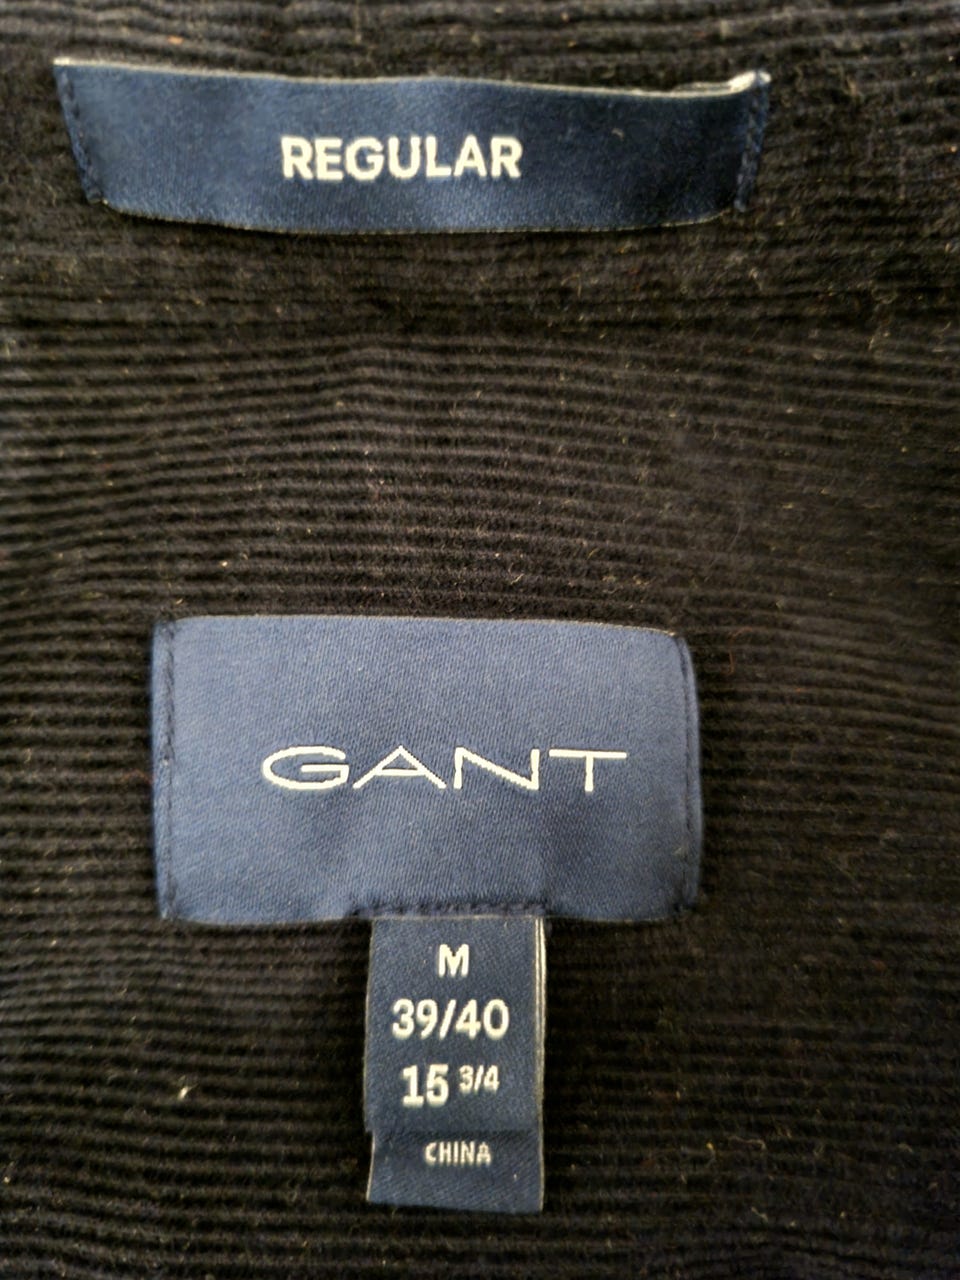 REGULAR
GANT
M
39/40
15 3/4
CHINA